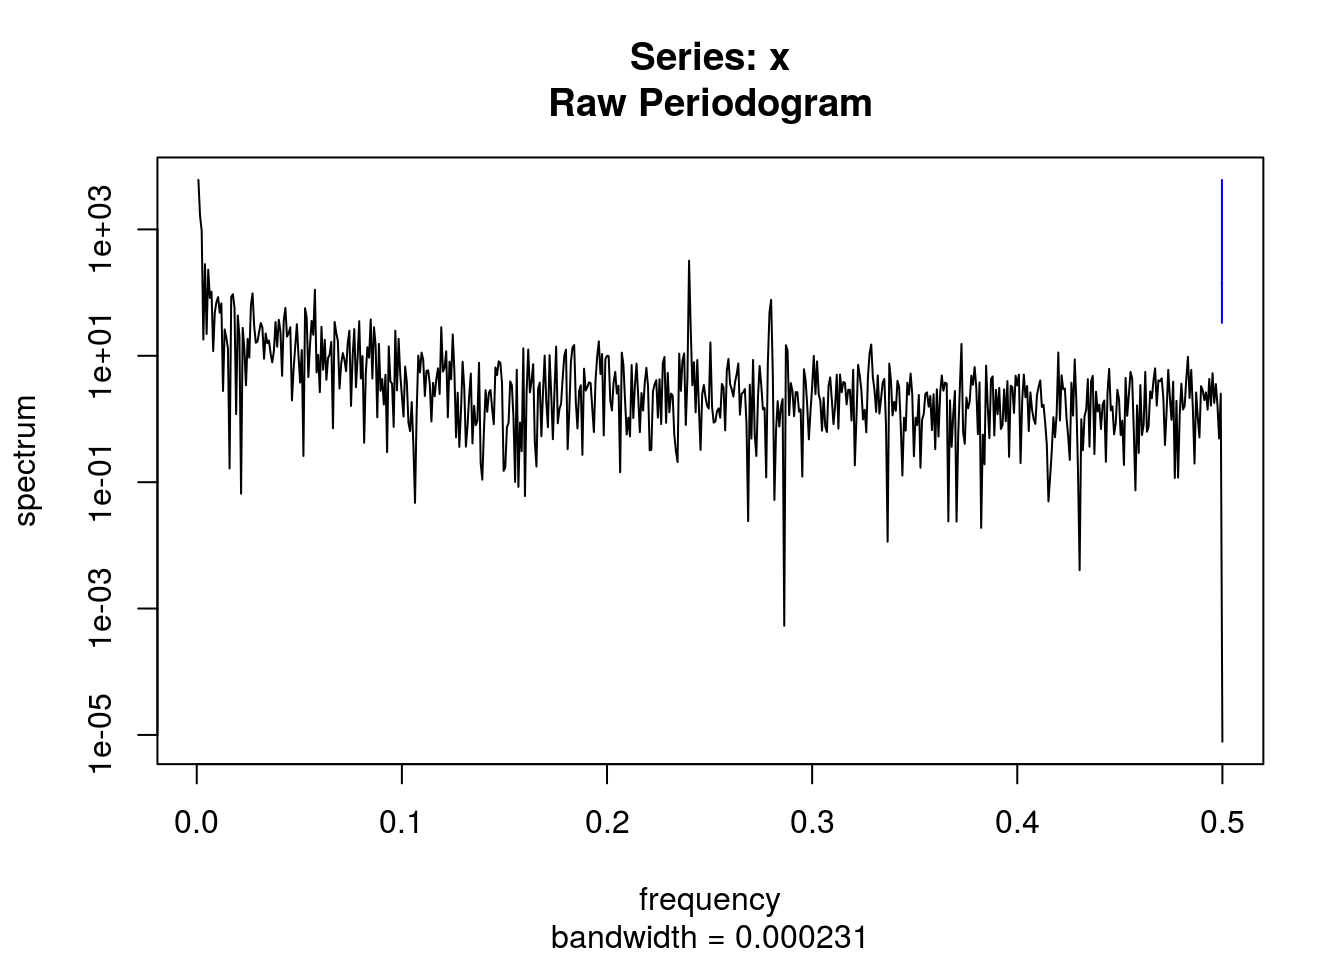 Series: x
Raw Periodogram
spectrum
1e+03
1e+01
1e-01
1e-03
1e-05
0.0
0.1
0.2
0.3
0.4
0.5
frequency
bandwidth = 0.000231